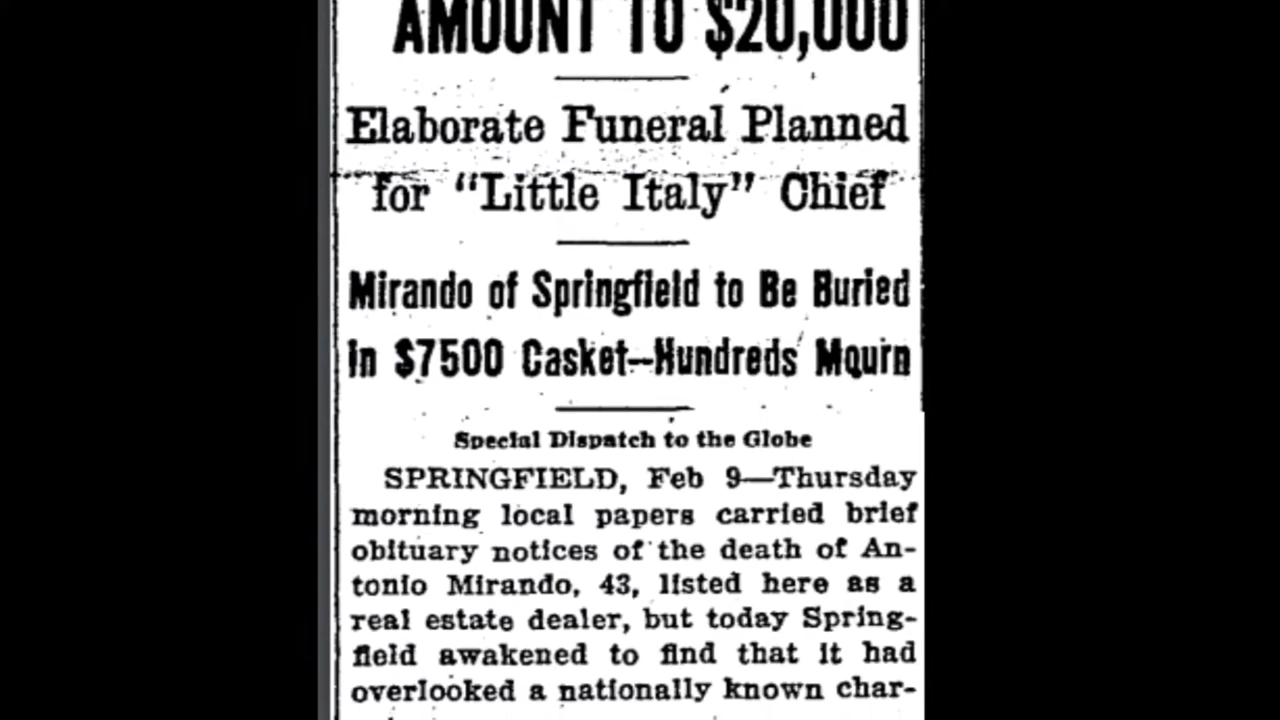 AMOUNT TO $20,000
Elaborate Funeral Planned
for "Little Italy" Chief
Mirando of Springfield to Be Buried
in $7500 Casket—Hundreds Mourn
Special Dispatch to the Globe
SPRINGFIELD, Feb 9—Thursday
morning local papers carried brief
obituary notices of the death of An-
tonio Mirando, 43, listed here as a
real estate dealer, but today Spring-
field awakened to find that it had
overlooked a nationally known char-